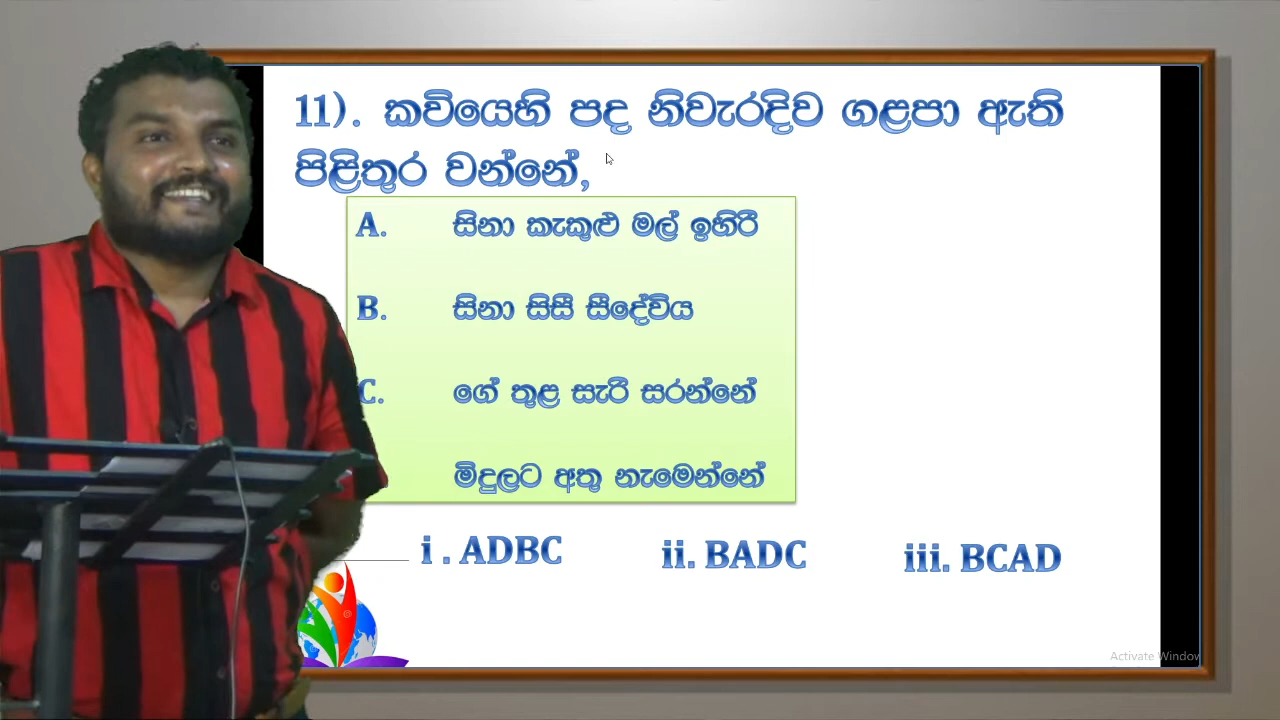 11). කවියෙහි පද නිවැරදිව ගළපා ඇති
පිළිතුර වන්නේ,
A. සිනා කැකුළු මල් ඉහිරී
B. සිනා සිසී සීදේවිය
C. ගේ තුළ සැරි සරන්නේ
මිදුලට අතු නැමෙන්නේ
i . ADBC ii. BADC iii. BCAD
Activate Window